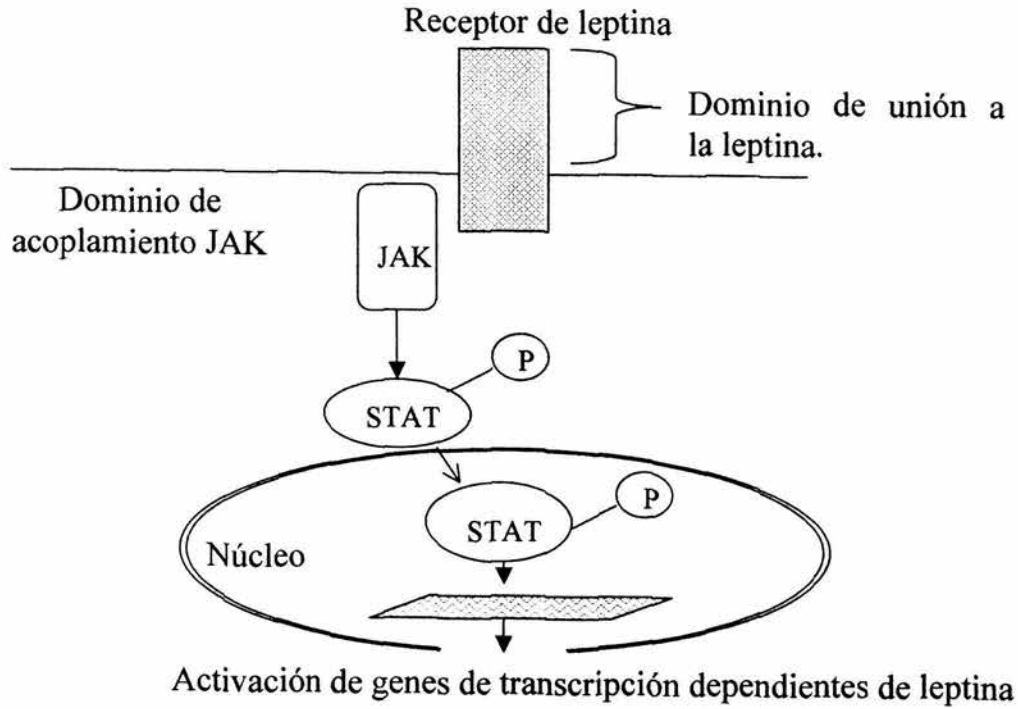 Receptor de leptina
Dominio de unión a
la leptina.
Dominio de
acoplamiento JAK
JAK
P
STAT
P
STAT
Núcleo
Activación de genes de transcripción dependientes de leptina